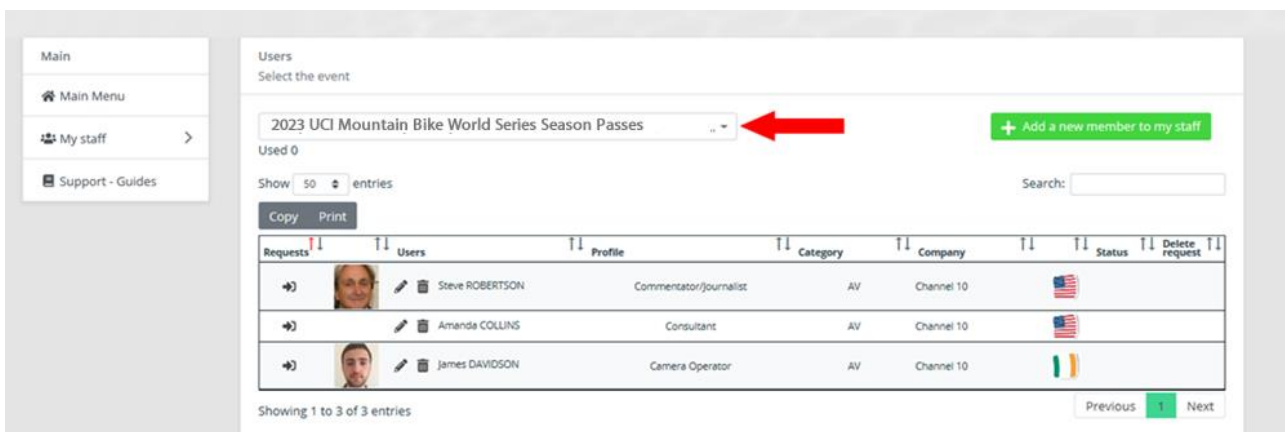 Main
Main Menu
My staff
Support - Guides
Users
Select the event
2023 UCI Mountain Bike World Series Season Passes ..
Used 0
+ Add a new member to my staff
Show 50 entries
Search:
Copy Print
Requests Users Profile Category Company Status Delete request
Steve ROBERTSON Commentator/Journalist AV Channel 10
Amanda COLLINS Consultant AV Channel 10
James DAVIDSON Camera Operator AV Channel 10
Showing 1 to 3 of 3 entries
Previous 1 Next